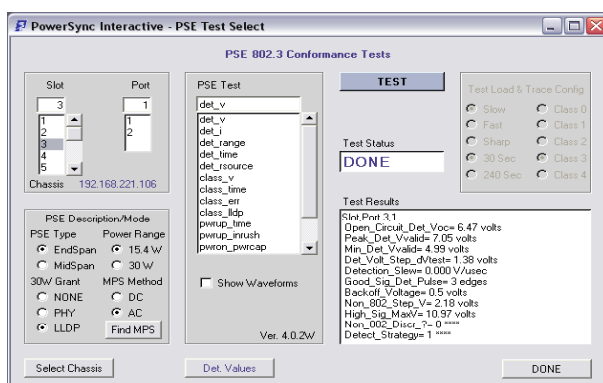 PowerSync Interactive - PSE Test Select
PSE 802.3 Conformance Tests
Slot
Port
3
1
1
2
3
4
5
1
2
Chassis 192.168.221.106
PSE Description/Mode
PSE Type
Power Range
EndSpan
15.4 W
MidSpan
30 W
30W Grant
MPS Method
NONE
DC
PHY
AC
LLDP
Find MPS
Select Chassis
PSE Test
det_v
det_v
det_i
det_range
det_time
det_rsource
class_v
class_time
class_err
class_lldp
pwrup_time
pwrup_inrush
pwron_pwrcap
Show Waveforms
Ver. 4.0.2W
Det. Values
TEST
Test Status
DONE
Test Load & Trace Config
Slow
Class 0
Fast
Class 1
Sharp
Class 2
30 Sec
Class 3
240 Sec
Class 4
Test Results
Slot,Port 3,1
Open_Circuit_Det_Voc= 6.47 volts
Peak_Det_Vvalid= 7.05 volts
Min_Det_Vvalid= 4.99 volts
Det_Volt_Step_dVtest= 1.38 volts
Detection_Slew= 0.000 V/usec
Good_Sig_Det_Pulse= 3 edges
Backoff_Voltage= 0.5 volts
Non_802_Step_V= 2.18 volts
High_Sig_MaxV= 10.97 volts
Non_802_Discr_?= 0 ****
Detect_Strategy= 1 ****
DONE